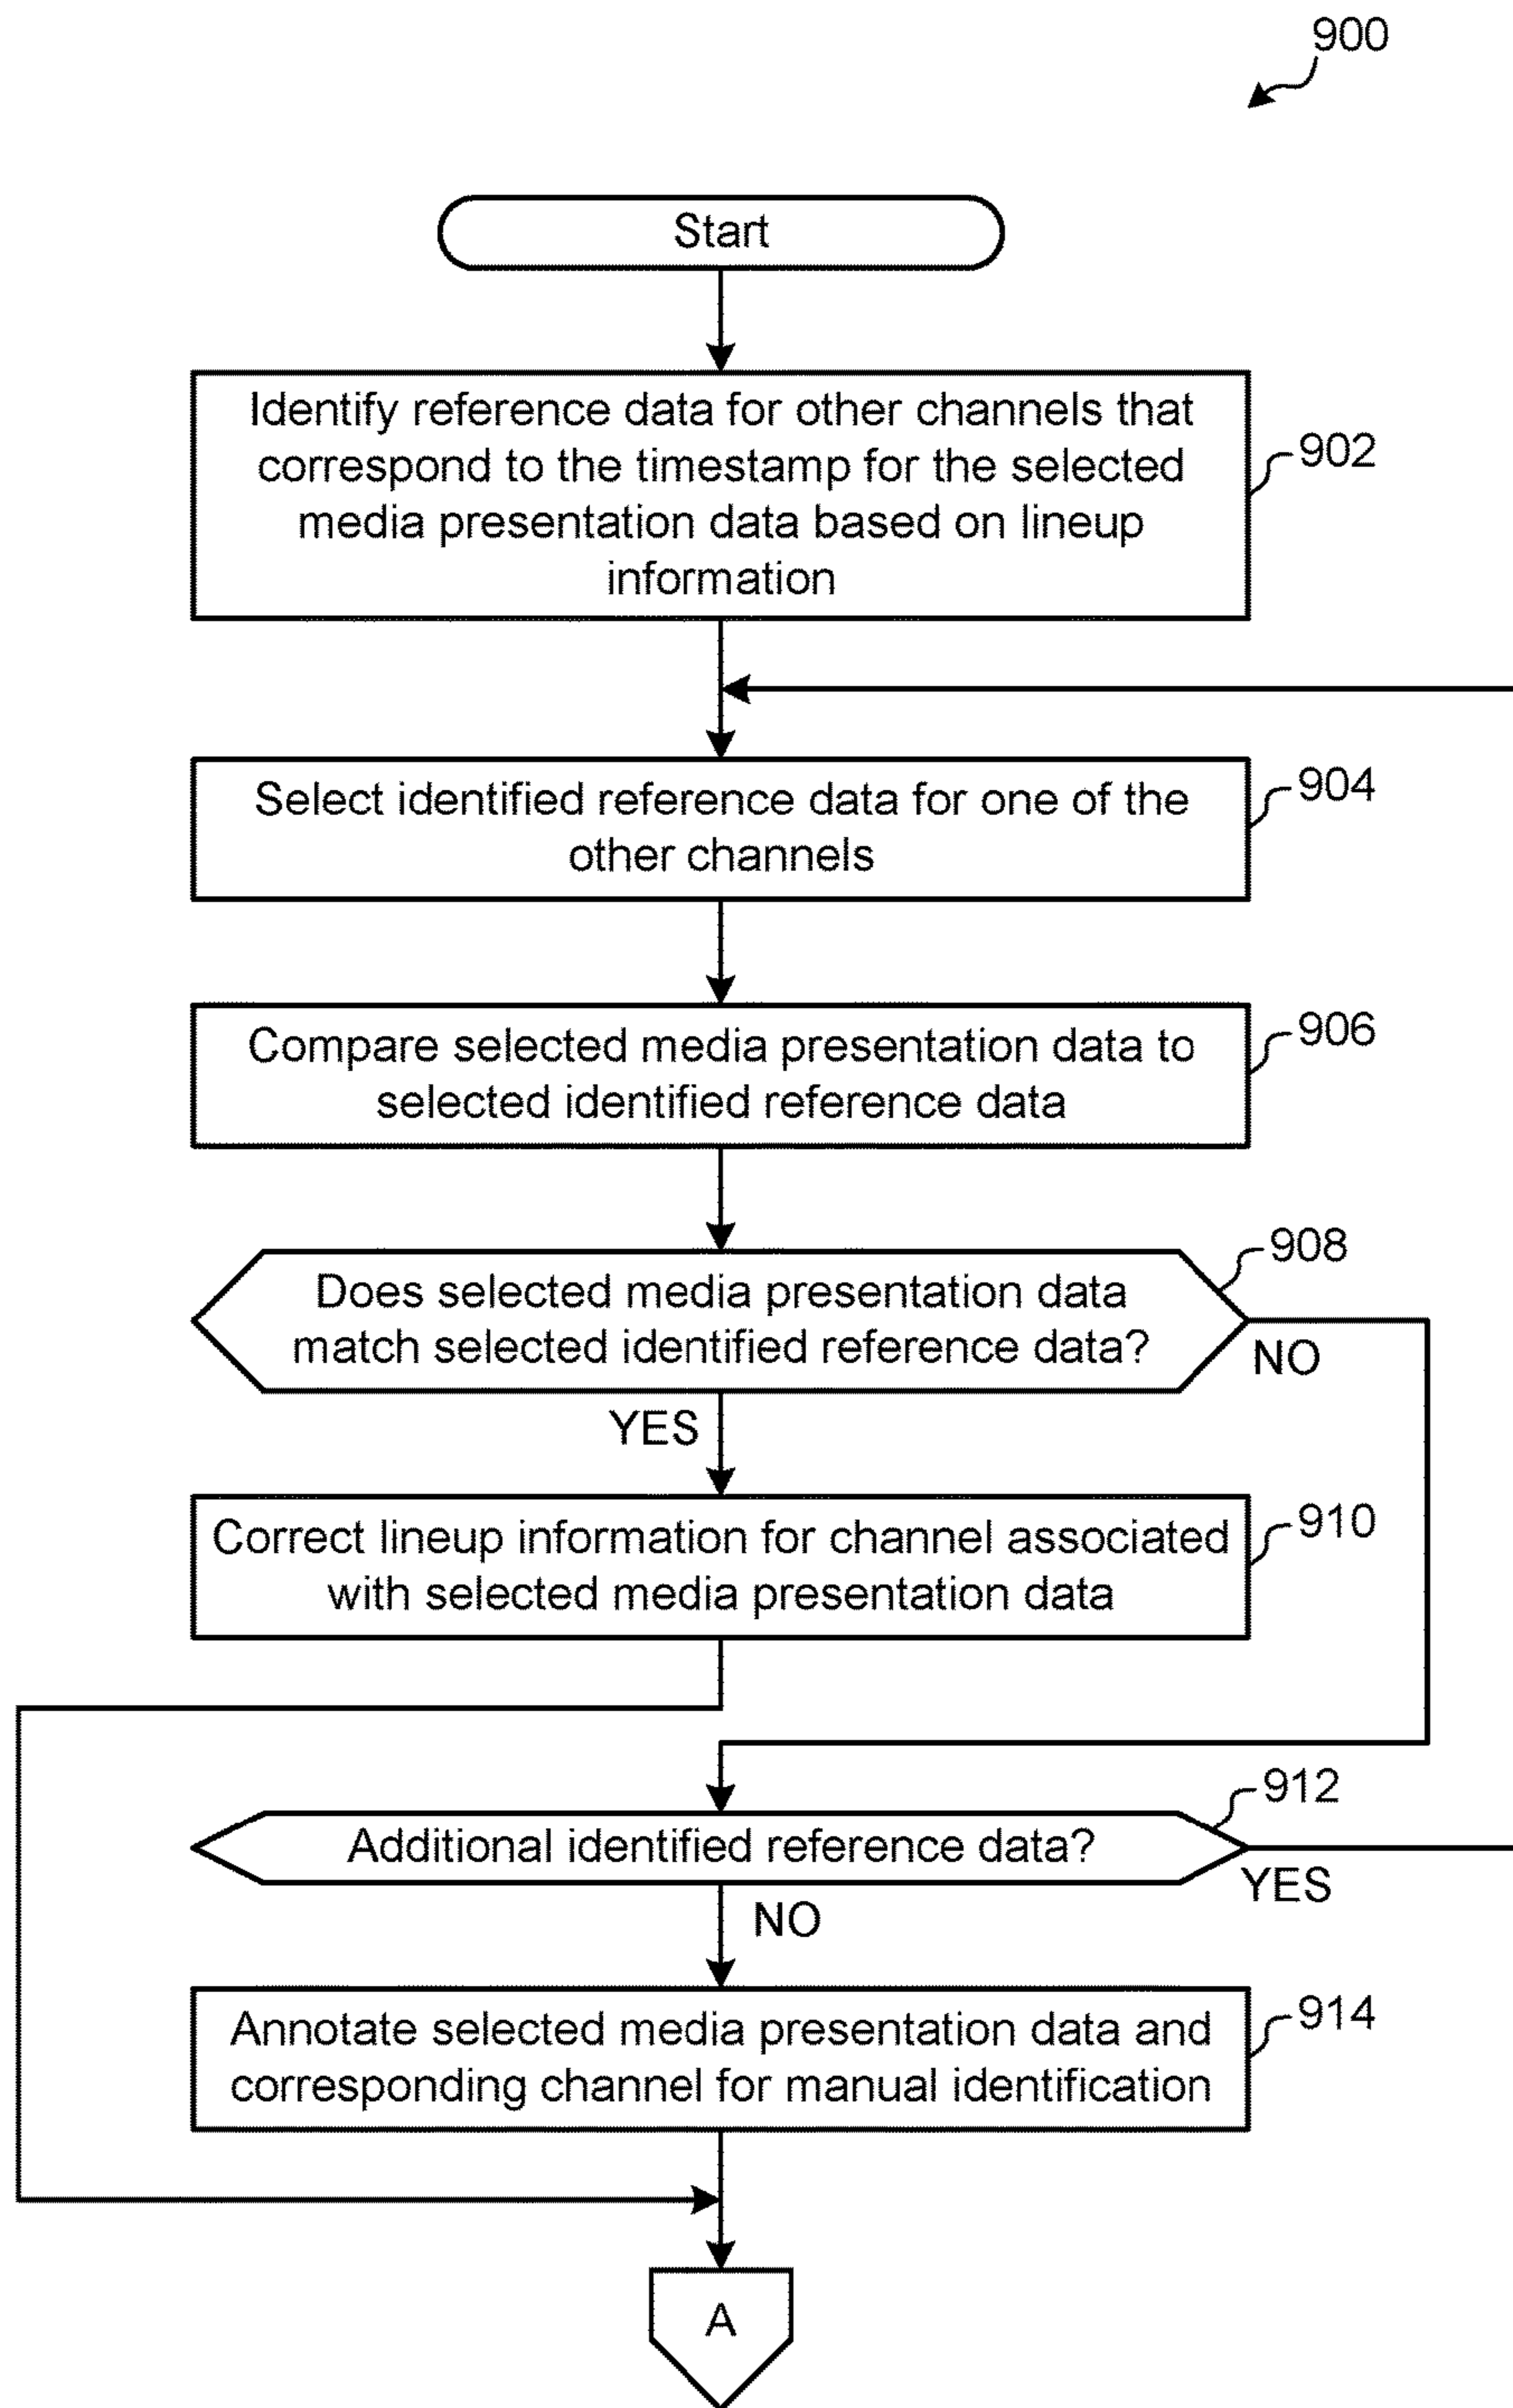 900
Start
Identify reference data for other channels that
correspond to the timestamp for the selected
media presentation data based on lineup
information
902
Select identified reference data for one of the
other channels
904
Compare selected media presentation data to
selected identified reference data
906
Does selected media presentation data
match selected identified reference data?
908
NO
YES
Correct lineup information for channel associated
with selected media presentation data
910
Additional identified reference data?
912
YES
NO
Annotate selected media presentation data and
corresponding channel for manual identification
914
A